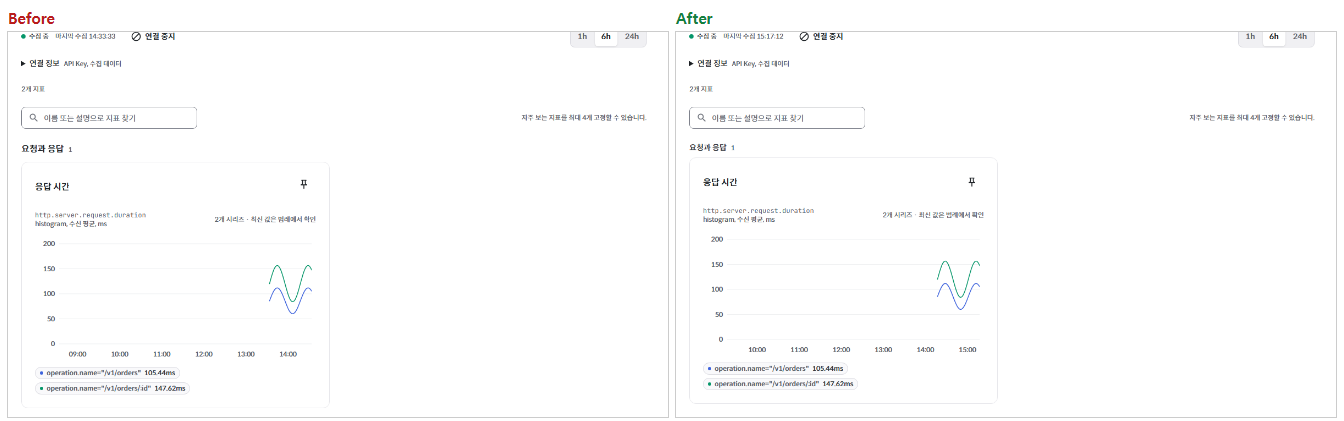 Before
수집 중 마지막 수집 14:33:33 연결 중지
1h 6h 24h
연결 정보 API Key, 수집 데이터
2개 지표
이름 또는 설명으로 지표 찾기
자주 보는 지표를 최대 4개 고정할 수 있습니다.
요청과 응답 1
응답 시간
http.server.request.duration
histogram, 수신 평균, ms
2개 시리즈 · 최신 값은 범례에서 확인
200
150
100
50
0
09:00 10:00 11:00 12:00 13:00 14:00
operation.name="/v1/orders" 105.44ms
operation.name="/v1/orders/:id" 147.62ms
After
수집 중 마지막 수집 15:17:12 연결 중지
1h 6h 24h
연결 정보 API Key, 수집 데이터
2개 지표
이름 또는 설명으로 지표 찾기
자주 보는 지표를 최대 4개 고정할 수 있습니다.
요청과 응답 1
응답 시간
http.server.request.duration
histogram, 수신 평균, ms
2개 시리즈 · 최신 값은 범례에서 확인
200
150
100
50
0
10:00 11:00 12:00 13:00 14:00 15:00
operation.name="/v1/orders" 105.44ms
operation.name="/v1/orders/:id" 147.62ms